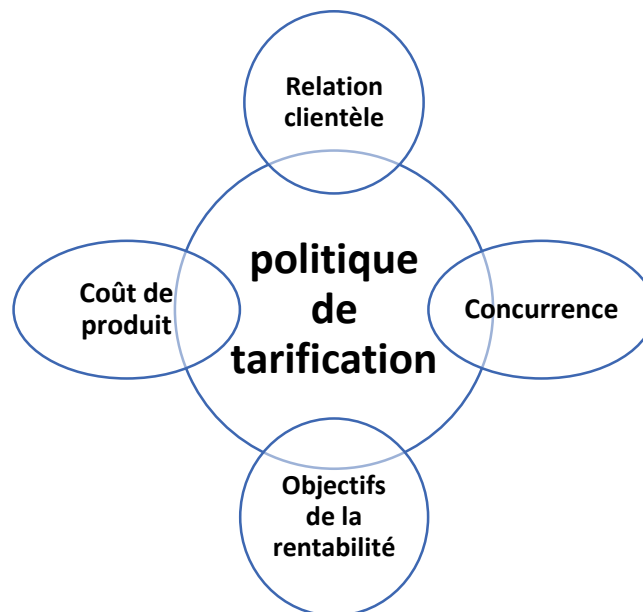 Relation
clientèle
politique
de
tarification
Coût de
produit
Concurrence
Objectifs
de la
rentabilité